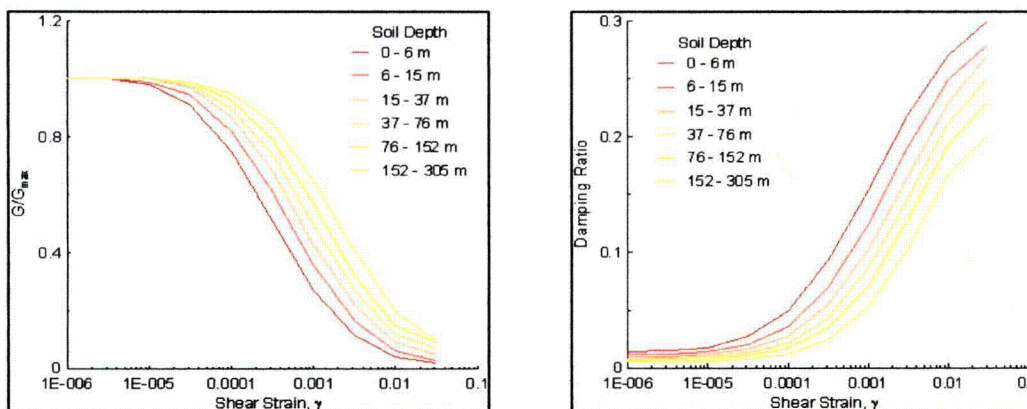 1.2
0.8
0.4
0
G/Gmax
Soil Depth
0 - 6 m
6 - 15 m
15 - 37 m
37 - 76 m
76 - 152 m
152 - 305 m
1E-006 1E-005 0.0001 0.001 0.01 0.1
Shear Strain, γ
0.3
0.2
0.1
0
Damping Ratio
Soil Depth
0 - 6 m
6 - 15 m
15 - 37 m
37 - 76 m
76 - 152 m
152 - 305 m
1E-006 1E-005 0.0001 0.001 0.01
Shear Strain, γ